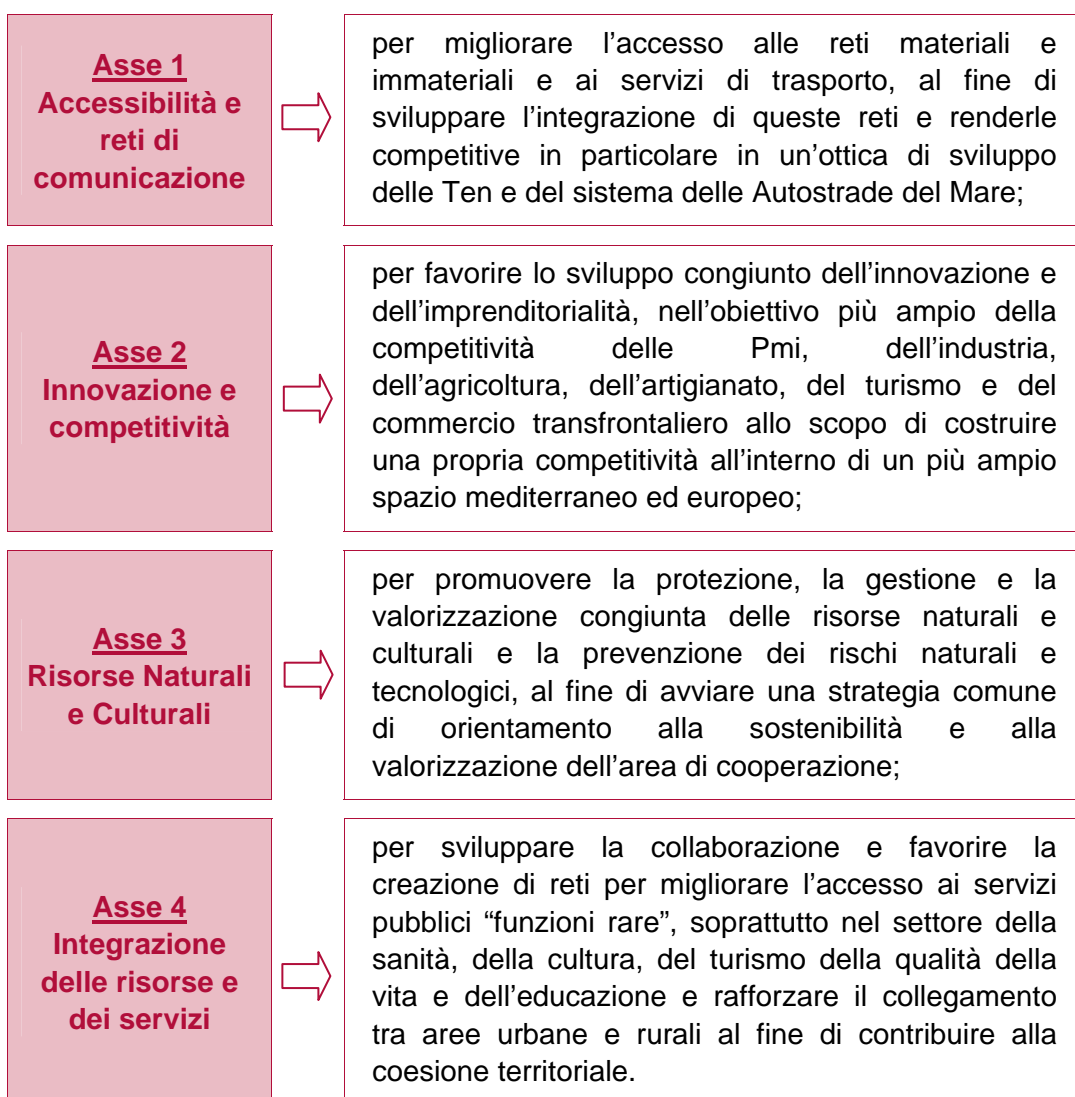 Asse 1
Accessibilità e
reti di
comunicazione
per migliorare l’accesso alle reti materiali e
immateriali e ai servizi di trasporto, al fine di
sviluppare l’integrazione di queste reti e renderle
competitive in particolare in un’ottica di sviluppo
delle Ten e del sistema delle Autostrade del Mare;
Asse 2
Innovazione e
competitività
per favorire lo sviluppo congiunto dell’innovazione e
dell’imprenditorialità, nell’obiettivo più ampio della
competitività delle Pmi, dell’industria,
dell’agricoltura, dell’artigianato, del turismo e del
commercio transfrontaliero allo scopo di costruire
una propria competitività all’interno di un più ampio
spazio mediterraneo ed europeo;
Asse 3
Risorse Naturali
e Culturali
per promuovere la protezione, la gestione e la
valorizzazione congiunta delle risorse naturali e
culturali e la prevenzione dei rischi naturali e
tecnologici, al fine di avviare una strategia comune
di orientamento alla sostenibilità e alla
valorizzazione dell’area di cooperazione;
Asse 4
Integrazione
delle risorse e
dei servizi
per sviluppare la collaborazione e favorire la
creazione di reti per migliorare l’accesso ai servizi
pubblici “funzioni rare”, soprattutto nel settore della
sanità, della cultura, del turismo della qualità della
vita e dell’educazione e rafforzare il collegamento
tra aree urbane e rurali al fine di contribuire alla
coesione territoriale.